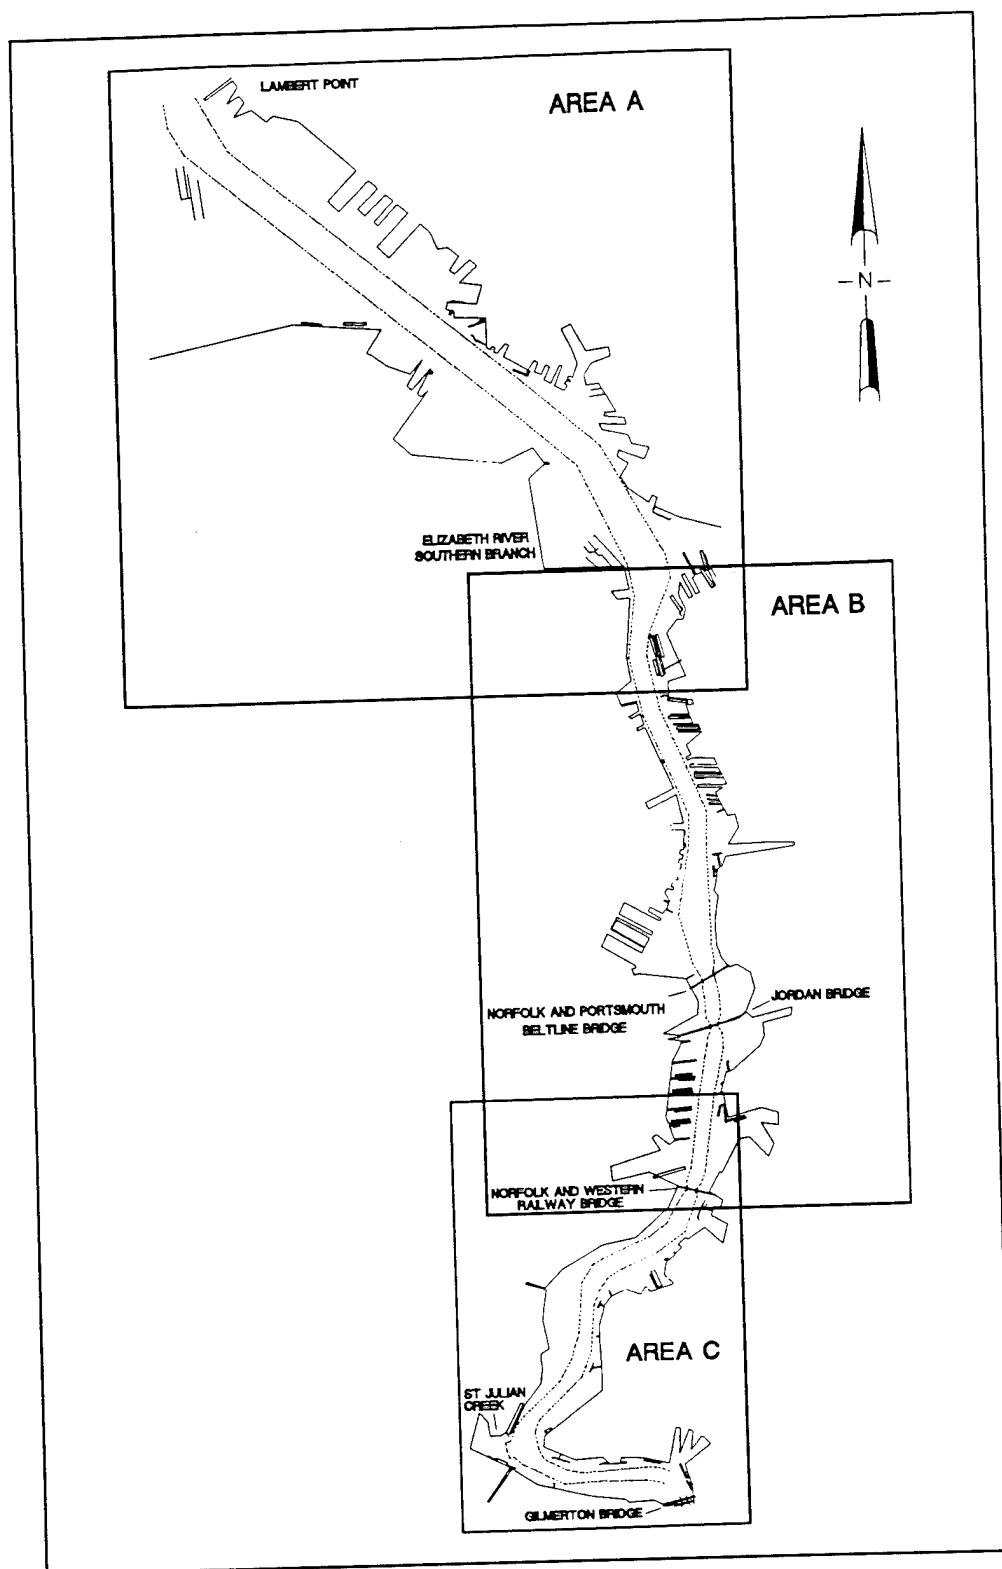 LAMBERT POINT
AREA A
-N-
ELIZABETH RIVER
SOUTHERN BRANCH
AREA B
NORFOLK AND PORTSMOUTH
BELTLINE BRIDGE
JORDAN BRIDGE
NORFOLK AND WESTERN
RAILWAY BRIDGE
AREA C
ST JULIAN
CREEK
GILMERTON BRIDGE